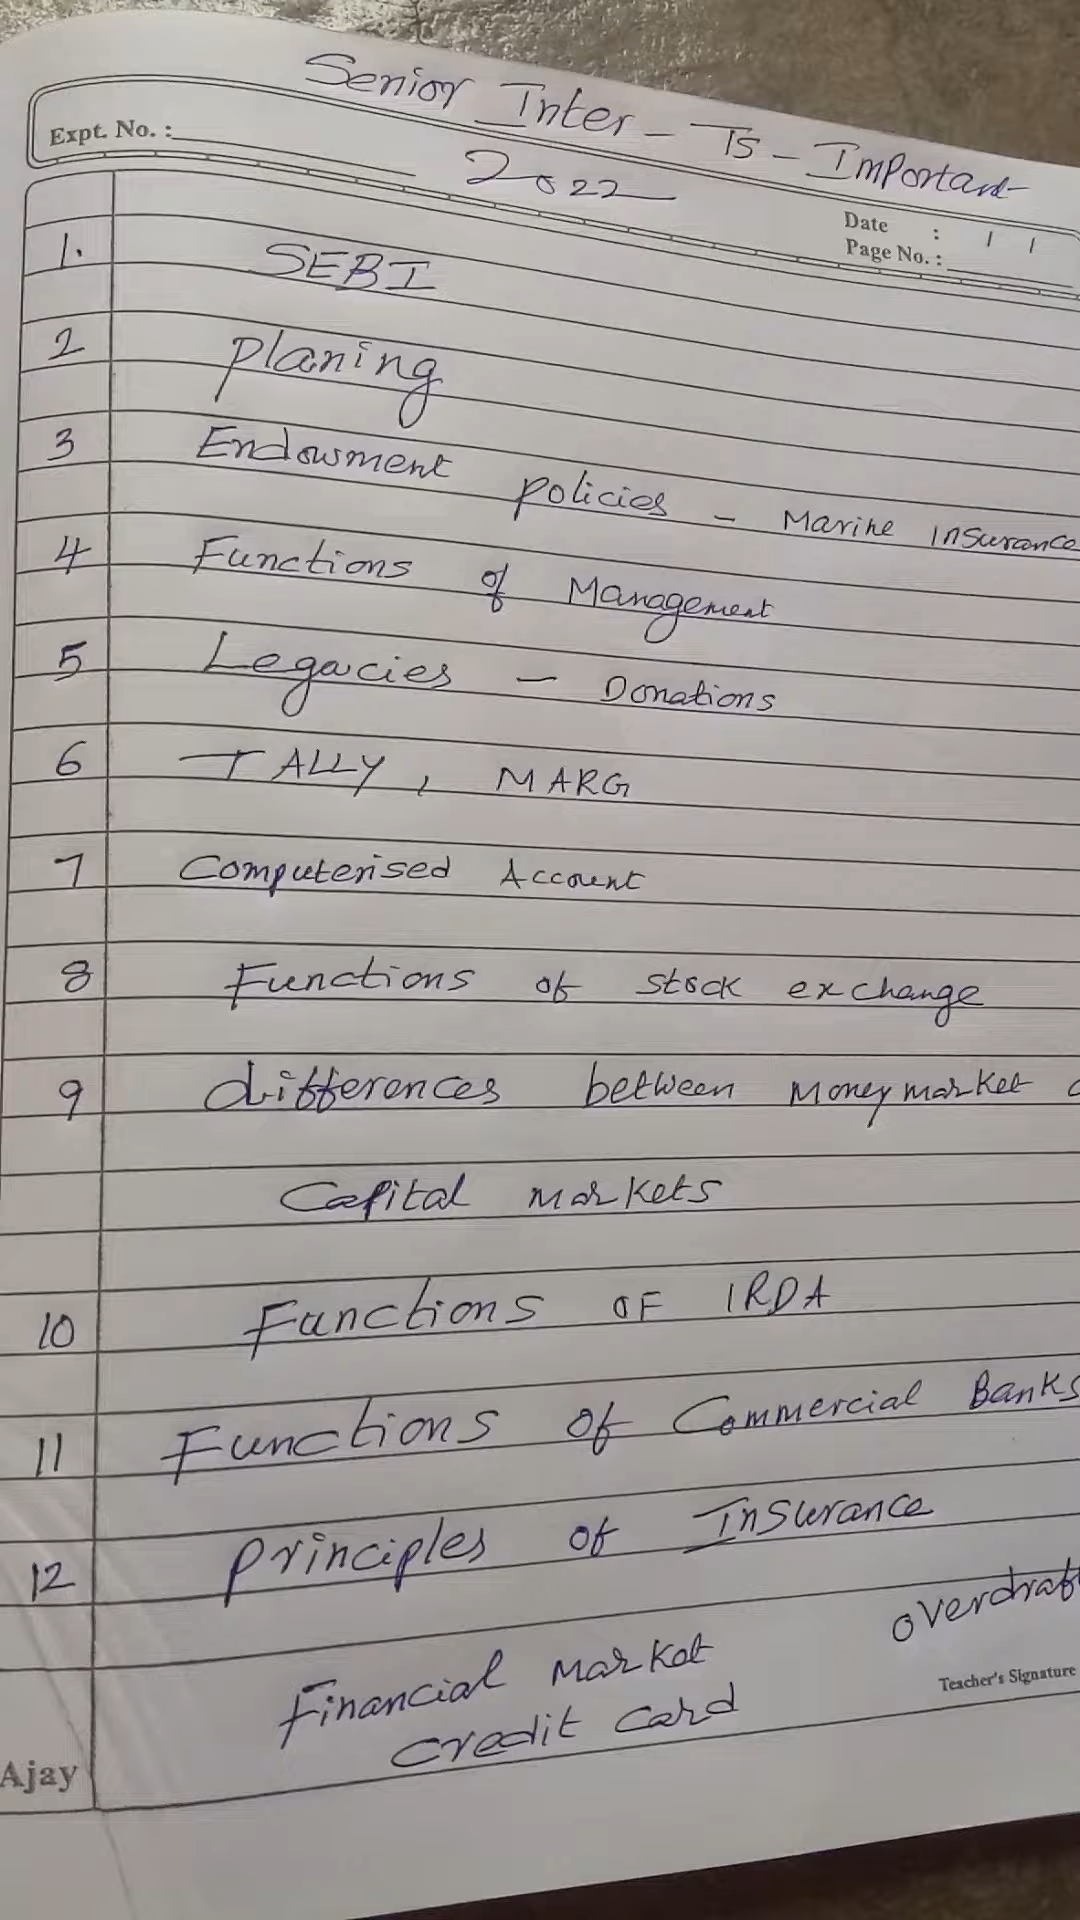 Senior Inter - TS - Important
2022
Expt. No. :
Date : / /
Page No. :
1. SEBI
2 Planing
3 Endowment policies - Marine Insurance
4 Functions of Management
5 Legacies - Donations
6 TALLY, MARG
7 Computerised Account
8 Functions of stock exchange
9 differences between Money market
Capital markets
10 Functions OF IRDA
11 Functions of Commercial Banks
12 principles of Insurance
overdraft
Financial Market
credit card
Teacher's Signature
Ajay